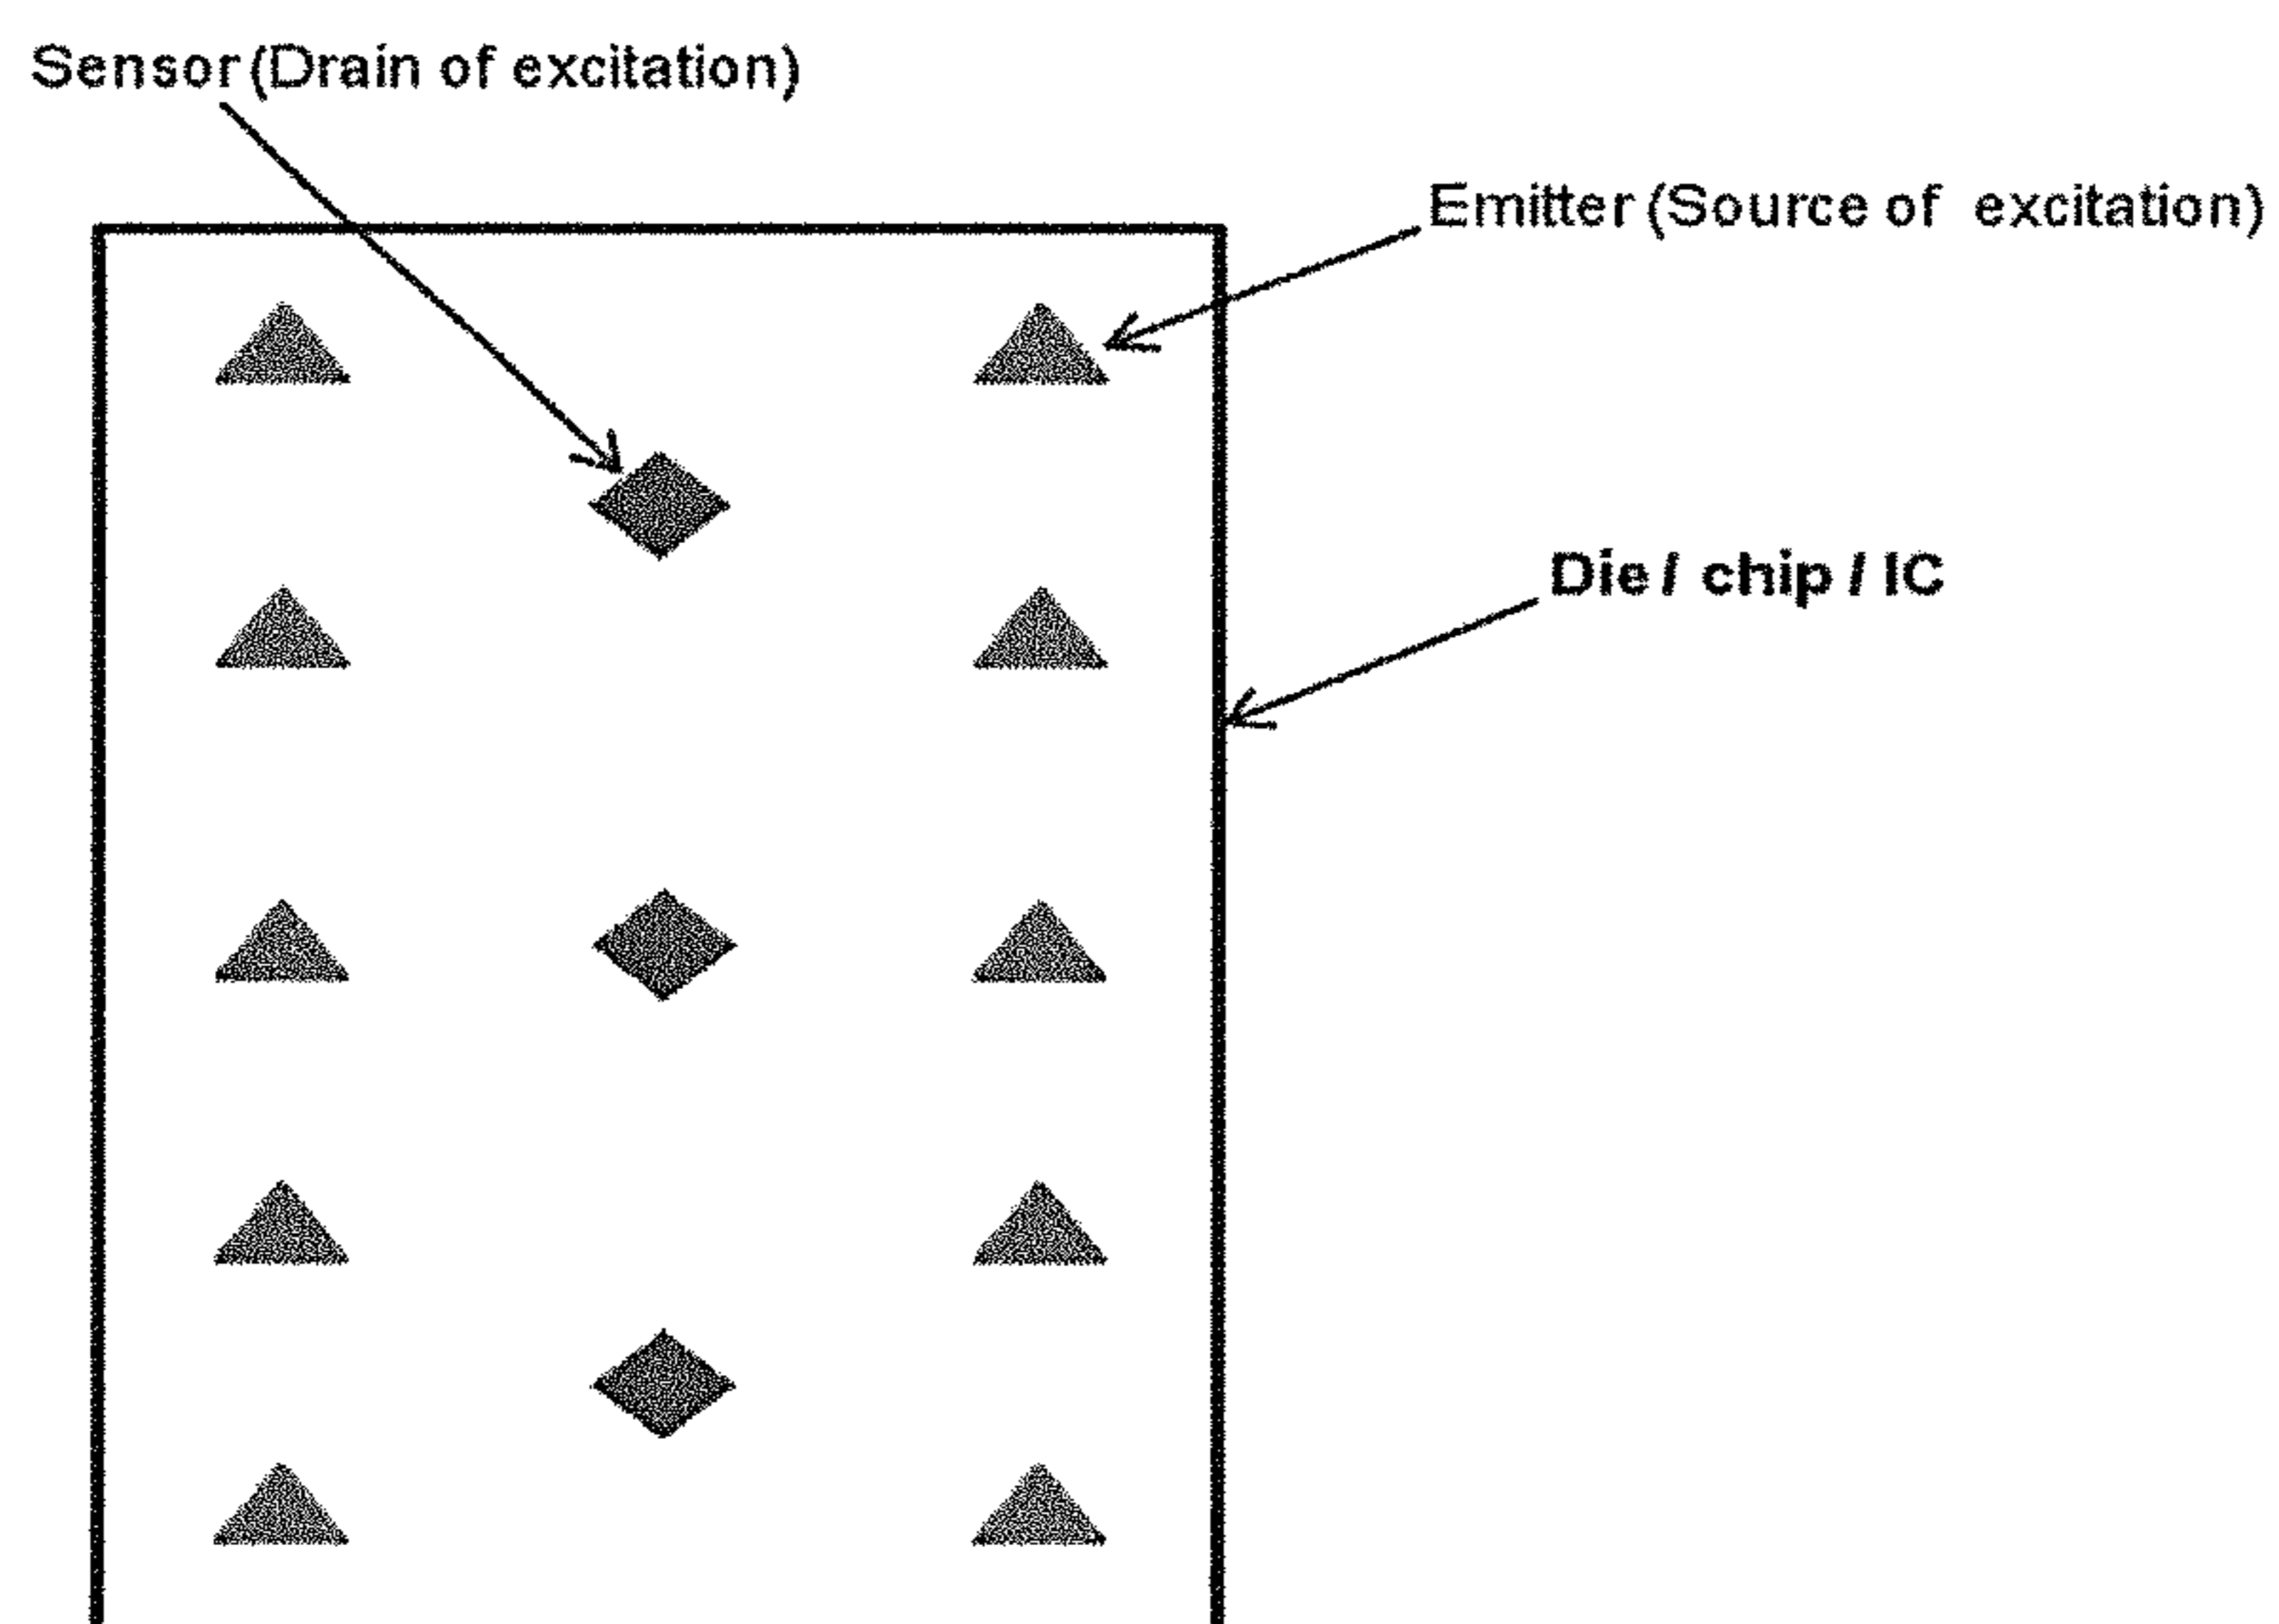 Sensor (Drain of excitation)
Emitter (Source of excitation)
Die / chip / IC